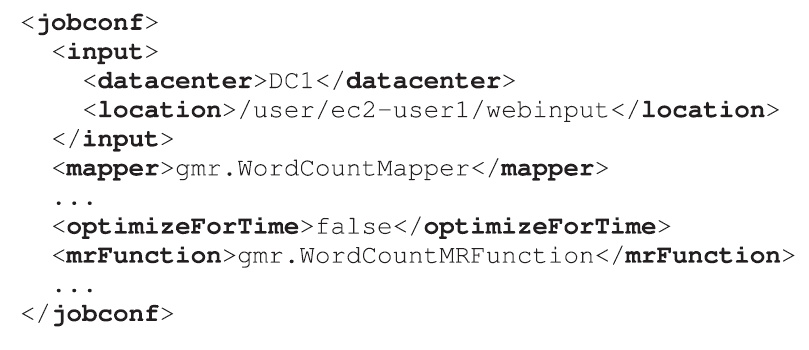 <jobconf>
  <input>
    <datacenter>DC1</datacenter>
    <location>/user/ec2-user1/webinput</location>
  </input>
  <mapper>gmr.WordCountMapper</mapper>
  ...
  <optimizeForTime>false</optimizeForTime>
  <mrFunction>gmr.WordCountMRFunction</mrFunction>
  ...
</jobconf>